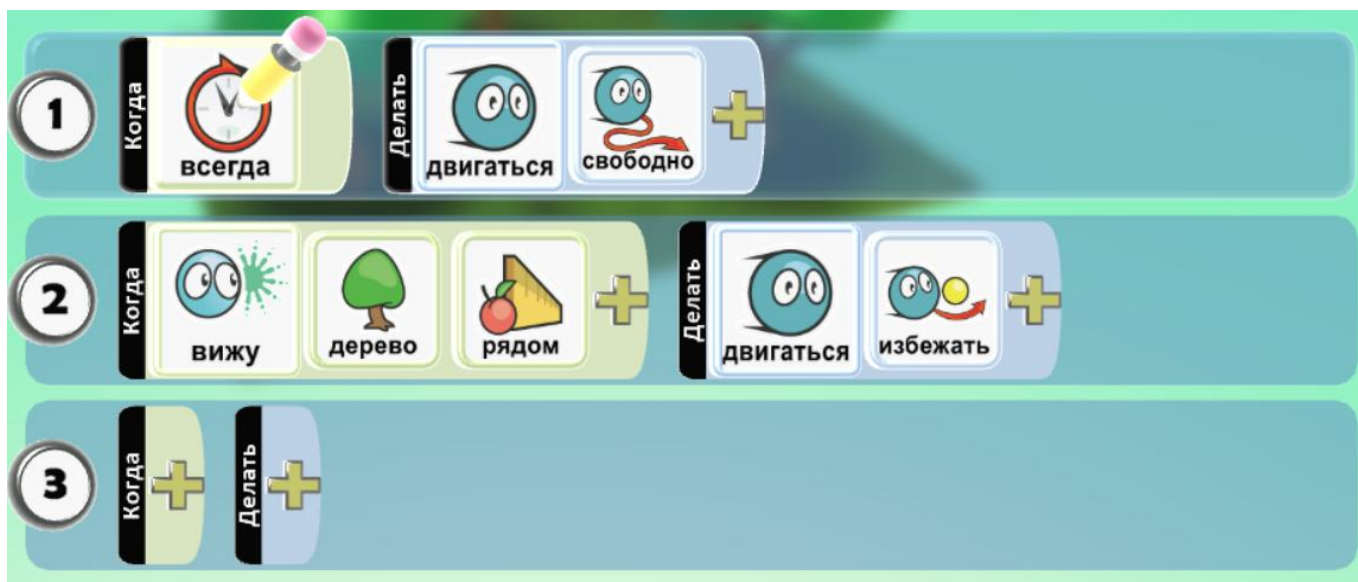 1 Когда всегда Делать двигаться свободно
2 Когда вижу дерево рядом Делать двигаться избежать
3 Когда Делать